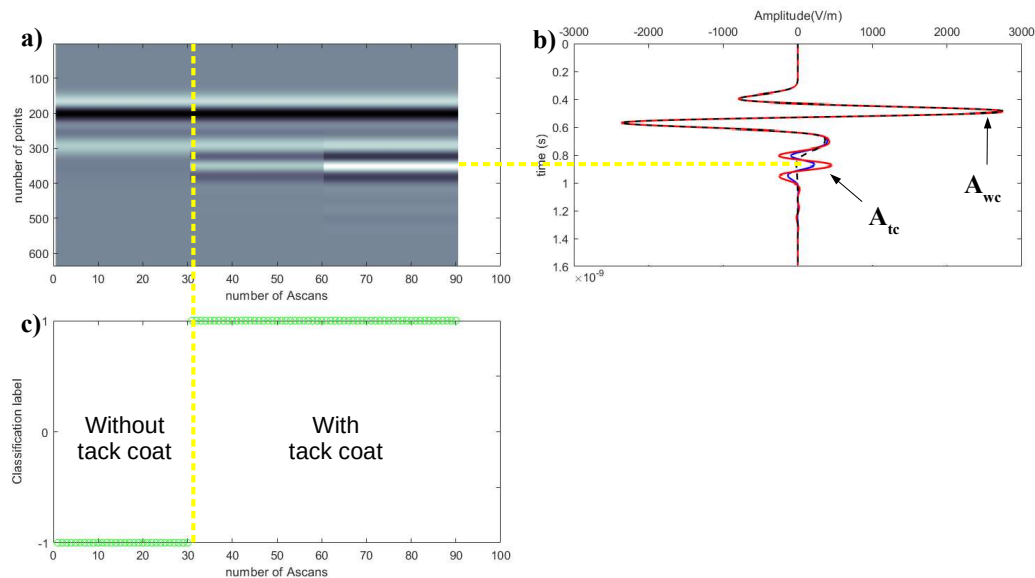 a)
100
200
300
400
500
600
number of points
0 10 20 30 40 50 60 70 80 90 100
number of Ascans
b)
Amplitude(V/m)
-3000 -2000 -1000 0 1000 2000 3000
0
0.2
0.4
0.6
0.8
1
1.2
1.4
1.6
time (s)
×10⁻⁹
A_wc
A_tc
c)
1
0
-1
Classification label
Without
tack coat
With
tack coat
0 10 20 30 40 50 60 70 80 90 100
number of Ascans